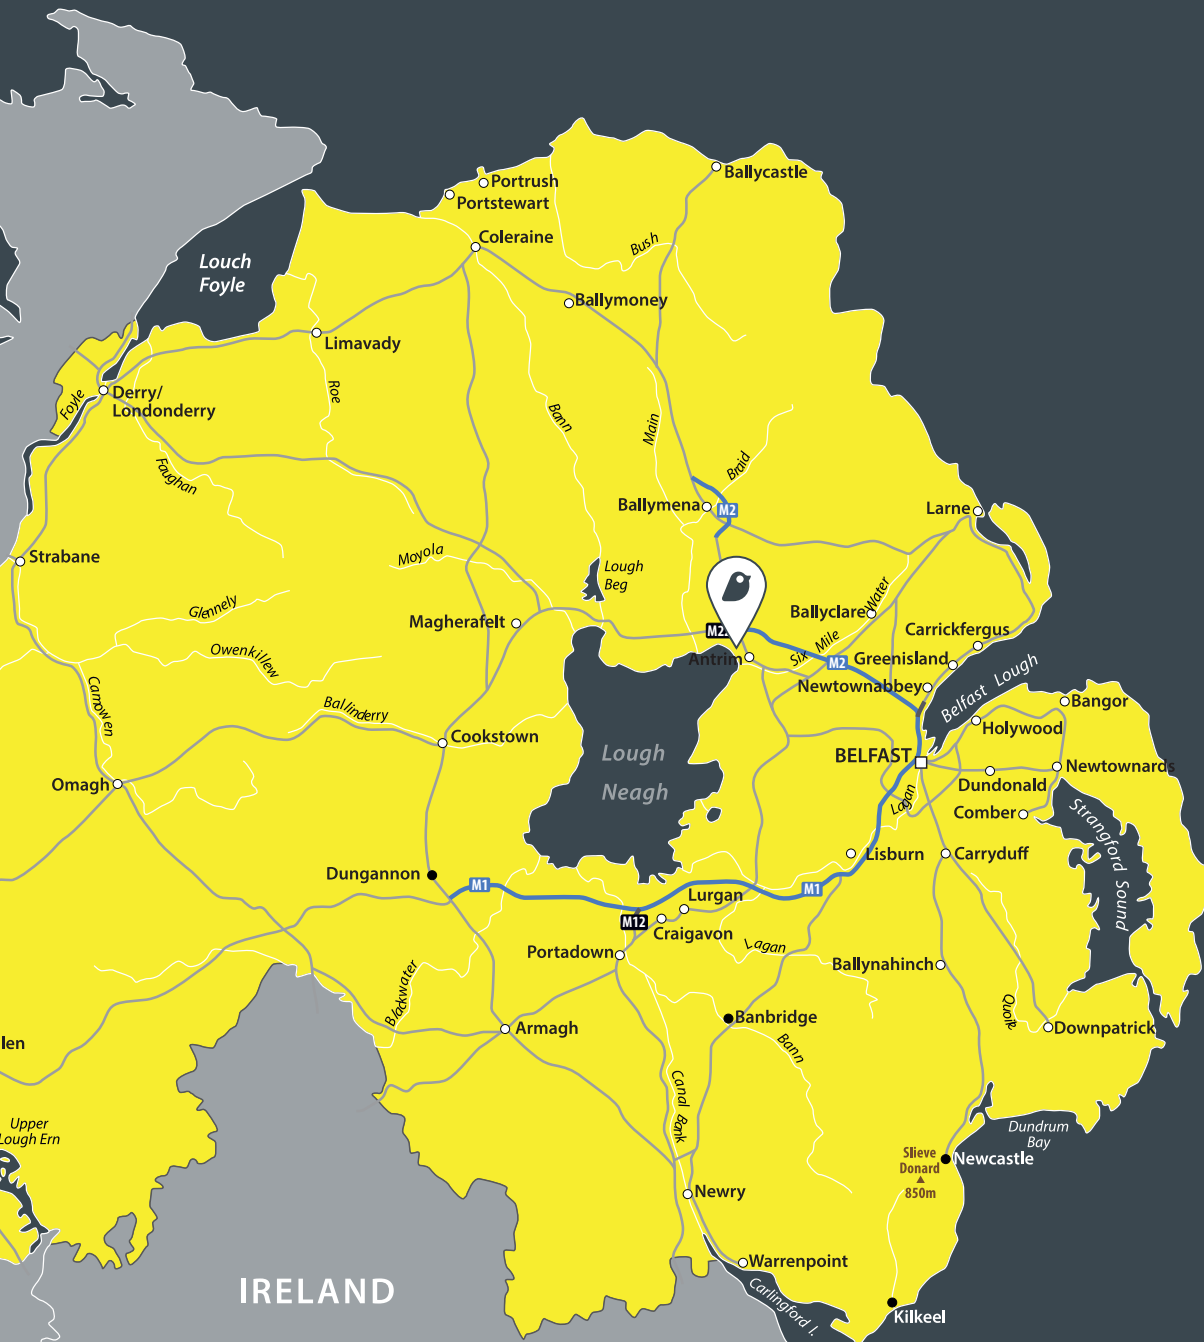 Ballycastle
Portrush
Portstewart
Coleraine
Bush
Louch
Foyle
Ballymoney
Limavady
Roe
Derry/
Londonderry
Foyle
Bann
Main
Faughan
Braid
Ballymena
M2
Larne
Strabane
Moyola
Lough
Beg
Glennely
Magherafelt
Ballyclare
Water
Six Mile
M2
Carrickfergus
Antrim
M2
Greenisland
Owenkillew
Newtownabbey
Belfast Lough
Camowen
Balinderry
Bangor
Holywood
Cookstown
BELFAST
Lough
Neagh
Newtownards
Omagh
Dundonald
Lagan
Comber
Strangford Sound
Lisburn
Carryduff
Dungannon
M1
M1
Lurgan
M12
Craigavon
Portadown
Lagan
Ballynahinch
Blackwater
Quoik
Banbridge
Armagh
Downpatrick
len
Bann
Canal Bank
Upper
Lough Ern
Dundrum
Bay
Slieve
Donard
850m
Newcastle
Newry
Warrenpoint
IRELAND
Carlingford l.
Kilkeel